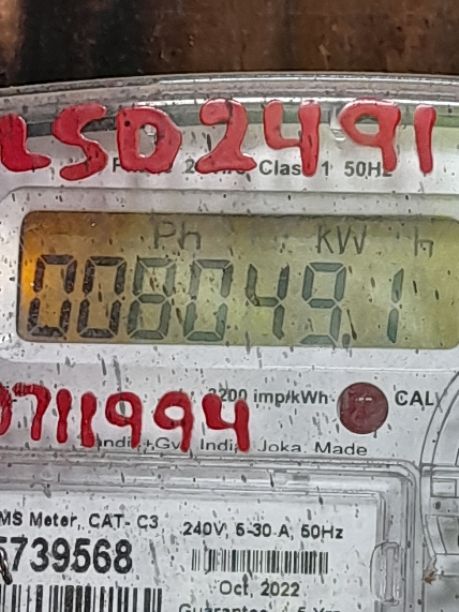 LSD2491
Clas 1 50Hz
Ph kW h
008049.1
0711994
3200 imp/kWh CAL
Joka. Made
MS Meter, CAT- C3 240V, 5-30 A, 50Hz
5739568
Oct, 2022